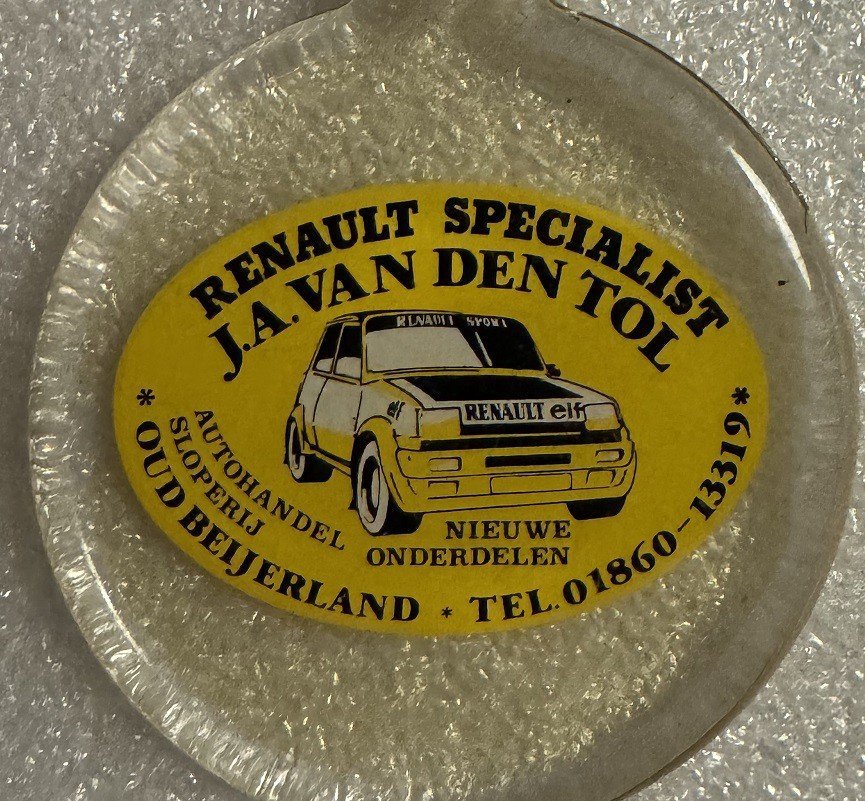 RENAULT SPECIALIST
J.A. VAN DEN TOL
RENAULT SPORT
elf
RENAULT elf
AUTOHANDEL
SLOPERIJ
NIEUWE
ONDERDELEN
* OUD BEIJERLAND * TEL. 01860-13319 *